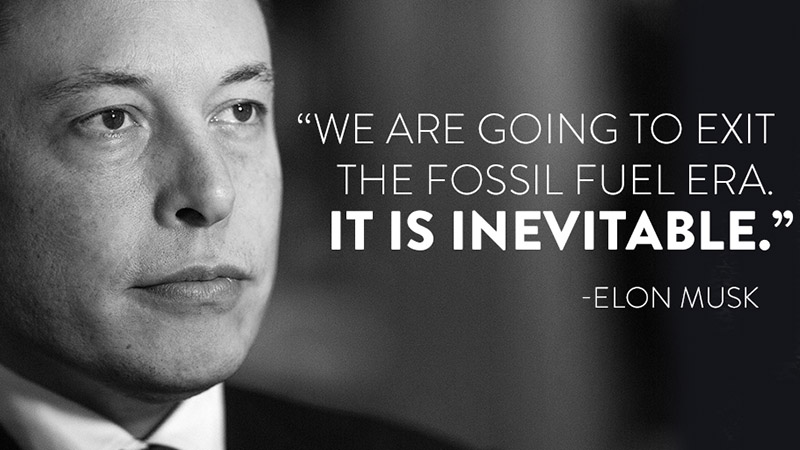 “WE ARE GOING TO EXIT
THE FOSSIL FUEL ERA.
IT IS INEVITABLE.”
-ELON MUSK